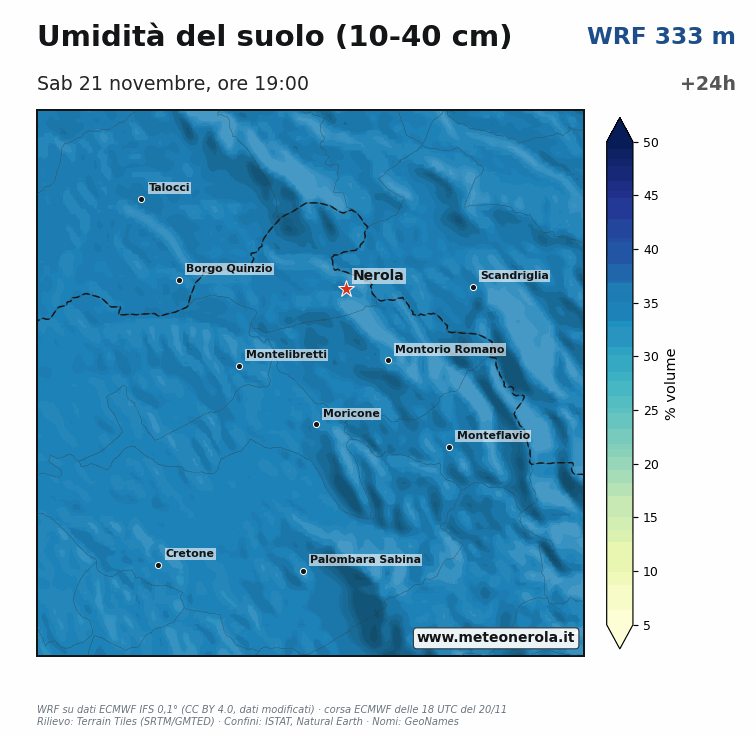 Umidità del suolo (10-40 cm)
WRF 333 m
Sab 21 novembre, ore 19:00
+24h
Talocci
Borgo Quinzio
Nerola
Scandriglia
Montelibretti
Montorio Romano
Moricone
Monteflavio
Cretone
Palombara Sabina
www.meteonerola.it
50
45
40
35
30
25
20
15
10
5
% volume
WRF su dati ECMWF IFS 0,1° (CC BY 4.0, dati modificati) · corsa ECMWF delle 18 UTC del 20/11
Rilievo: Terrain Tiles (SRTM/GMTED) · Confini: ISTAT, Natural Earth · Nomi: GeoNames